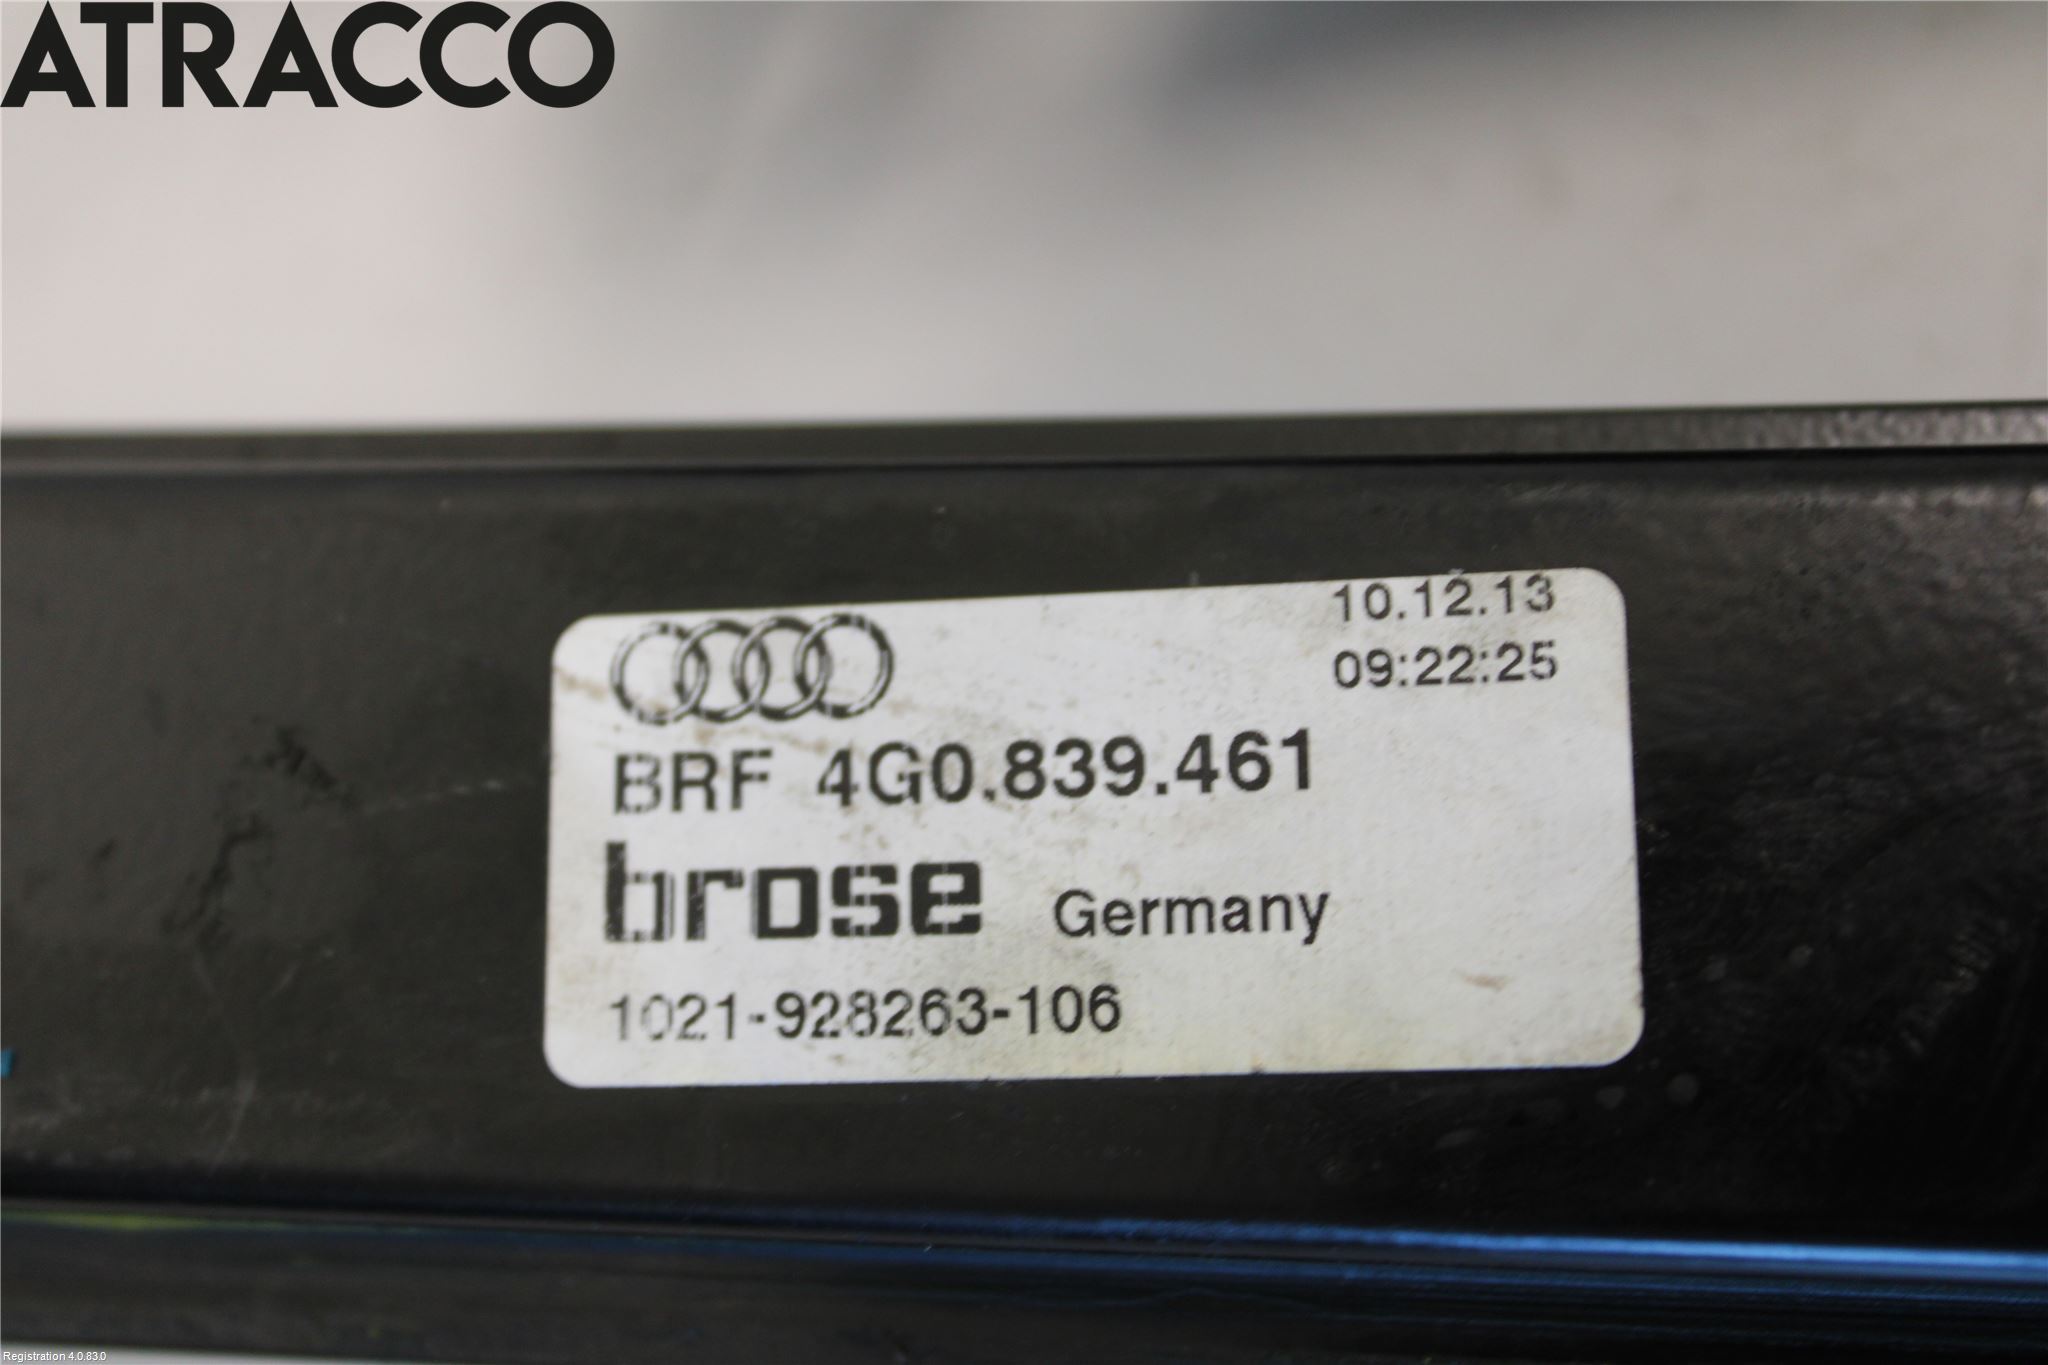 ATRACCO
10.12.13
09:22:25
BRF 4G0.839.461
brose Germany
1021-928263-106
Registration 4.0.83.0